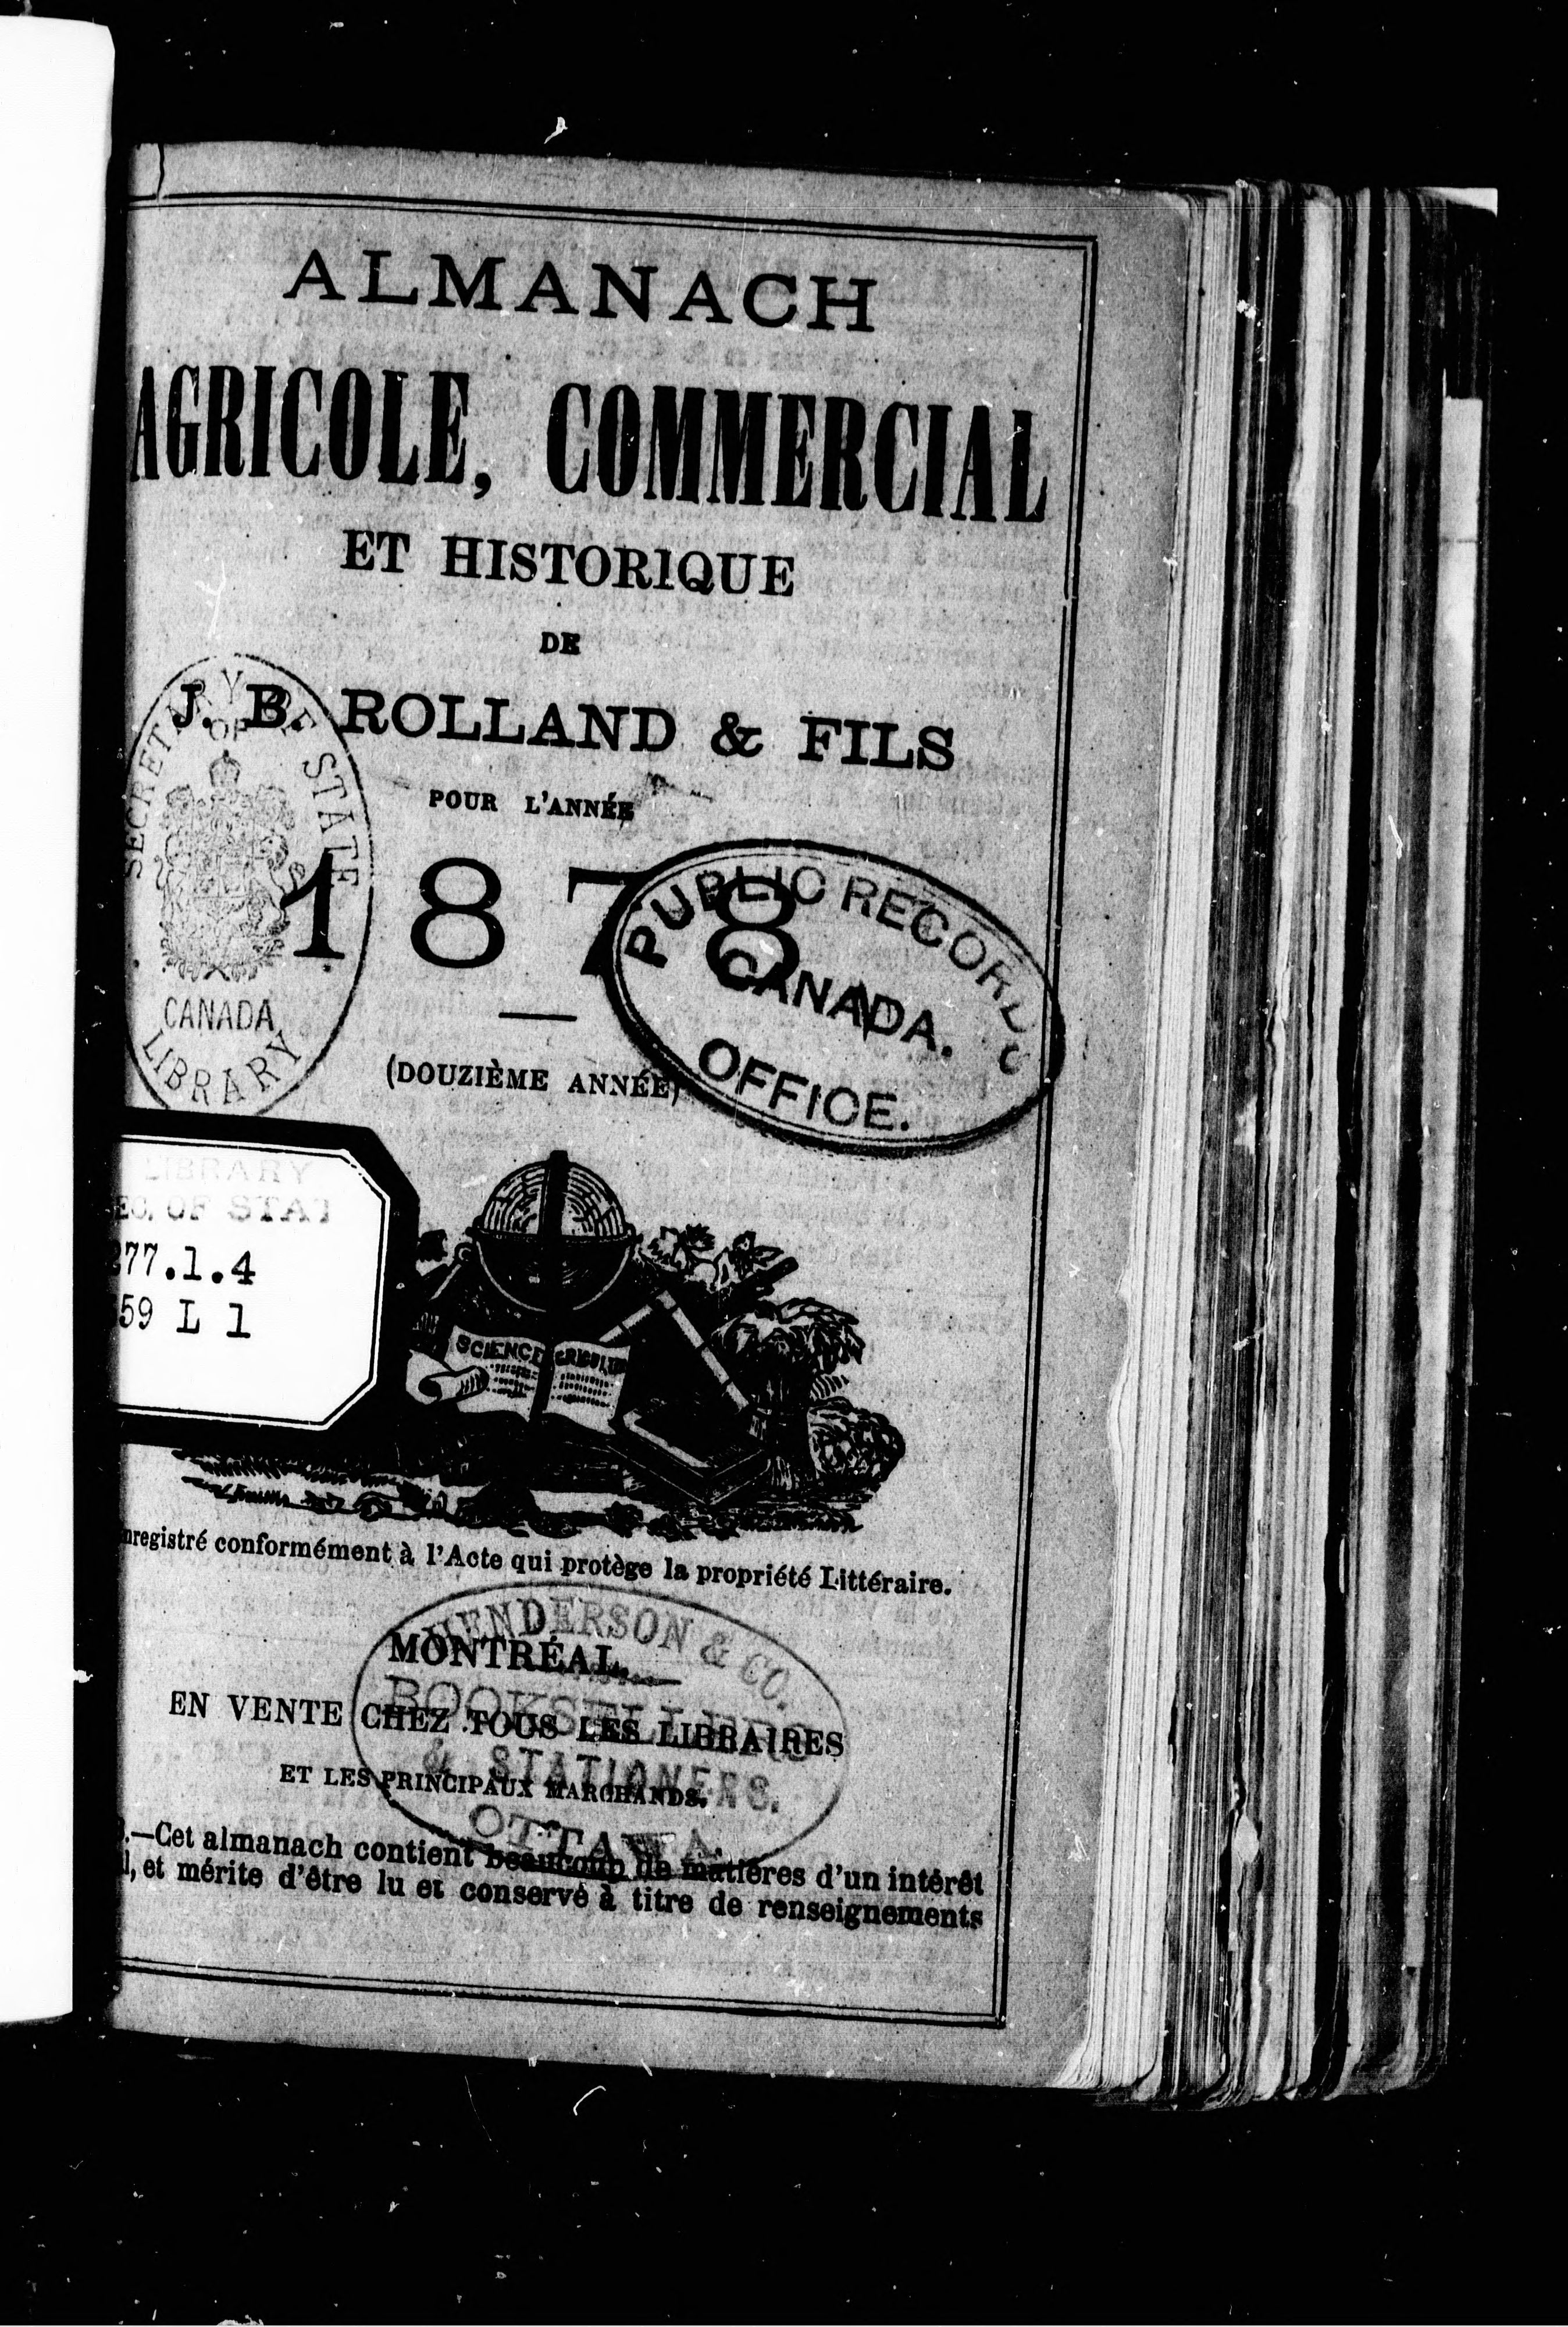 ALMANACH
AGRICOLE, COMMERCIAL
ET HISTORIQUE
DE
J. B. ROLLAND & FILS
POUR L'ANNÉE
1878
(DOUZIÈME ANNÉE)
SECRETARY OF STATE
OF
CANADA
LIBRARY
PUBLIC RECORDS
CANADA.
OFFICE.
LIBRARY
EC. OF STAT
277.1.4
59 L 1
SCIENCE
nregistré conformément à l'Acte qui protège la propriété Littéraire.
MONTRÉAL.
EN VENTE CHEZ TOUS LES LIBRAIRES
ET LES PRINCIPAUX MARCHANDS.
HENDERSON & CO.
BOOKSELLERS
& STATIONERS.
OTTAWA.
.—Cet almanach contient beaucoup de matières d'un intérêt
l, et mérite d'être lu et conservé à titre de renseignements